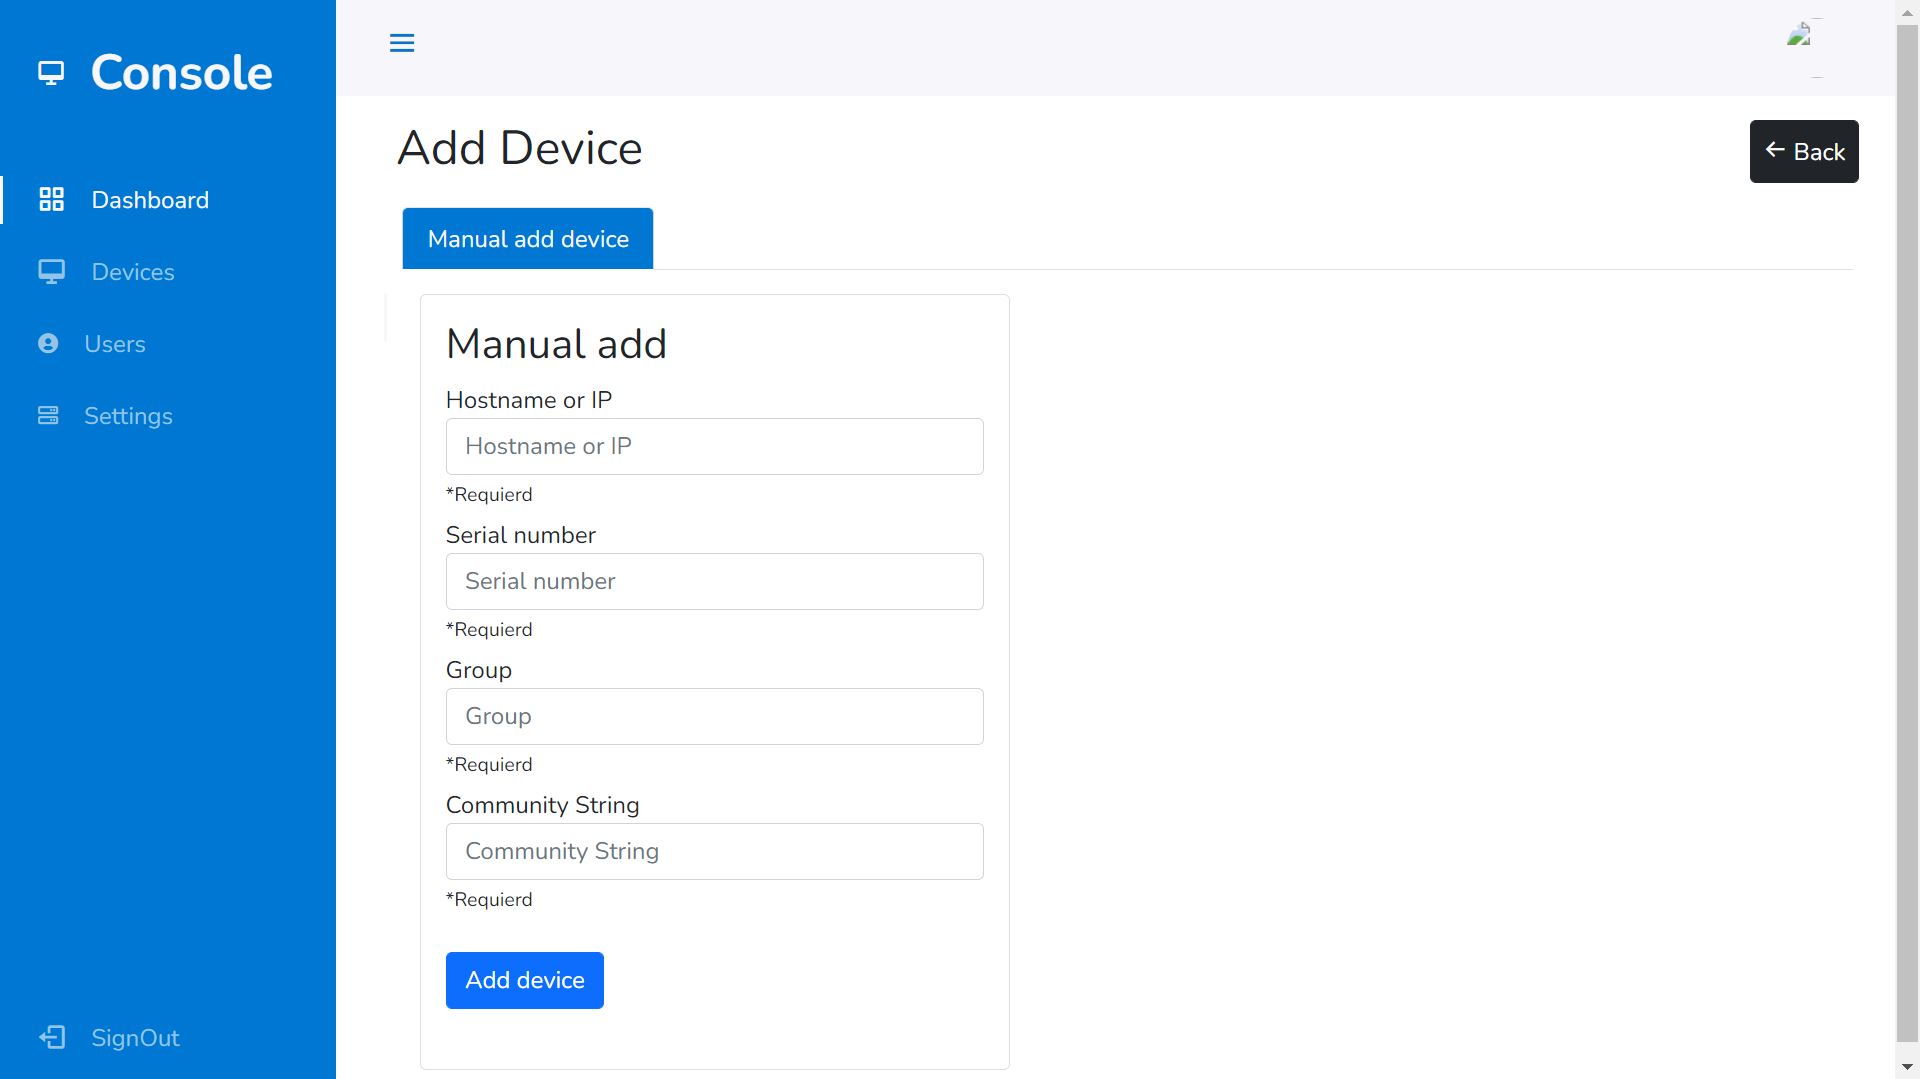 Console
Dashboard
Devices
Users
Settings
SignOut
Add Device
Back
Manual add device
Manual add
Hostname or IP
Hostname or IP
*Requierd
Serial number
Serial number
*Requierd
Group
Group
*Requierd
Community String
Community String
*Requierd
Add device